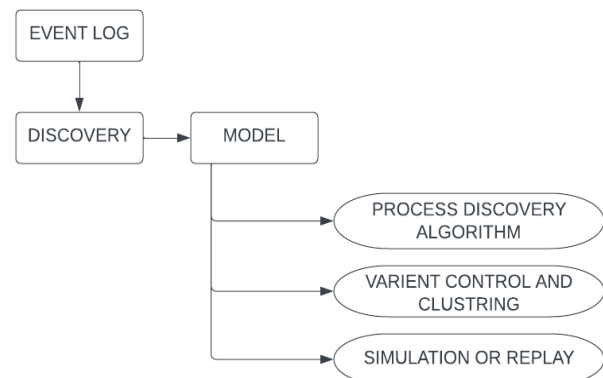 EVENT LOG
DISCOVERY
MODEL
PROCESS DISCOVERY
ALGORITHM
VARIENT CONTROL AND
CLUSTRING
SIMULATION OR REPLAY